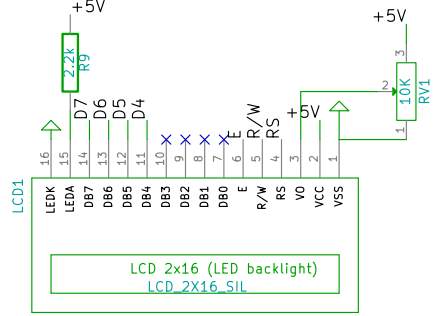 +5V
+5V
2.2k
R9
3
2
10K
RV1
1
D7
D6
D5
D4
E
R/W
RS
+5V
16
15
14
13
12
11
10
9
8
7
6
5
4
3
2
1
LCD1
LEDK
LEDA
DB7
DB6
DB5
DB4
DB3
DB2
DB1
DB0
E
R/W
RS
VO
VCC
VSS
LCD 2x16 (LED backlight)
LCD_2X16_SIL